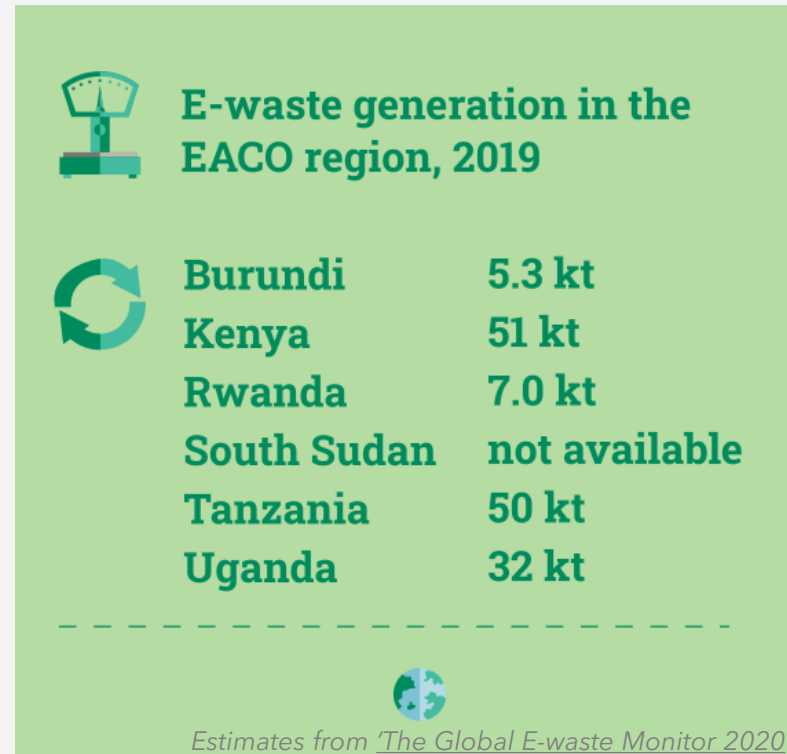 E-waste generation in the
EACO region, 2019
Burundi 5.3 kt
Kenya 51 kt
Rwanda 7.0 kt
South Sudan not available
Tanzania 50 kt
Uganda 32 kt
Estimates from 'The Global E-waste Monitor 2020